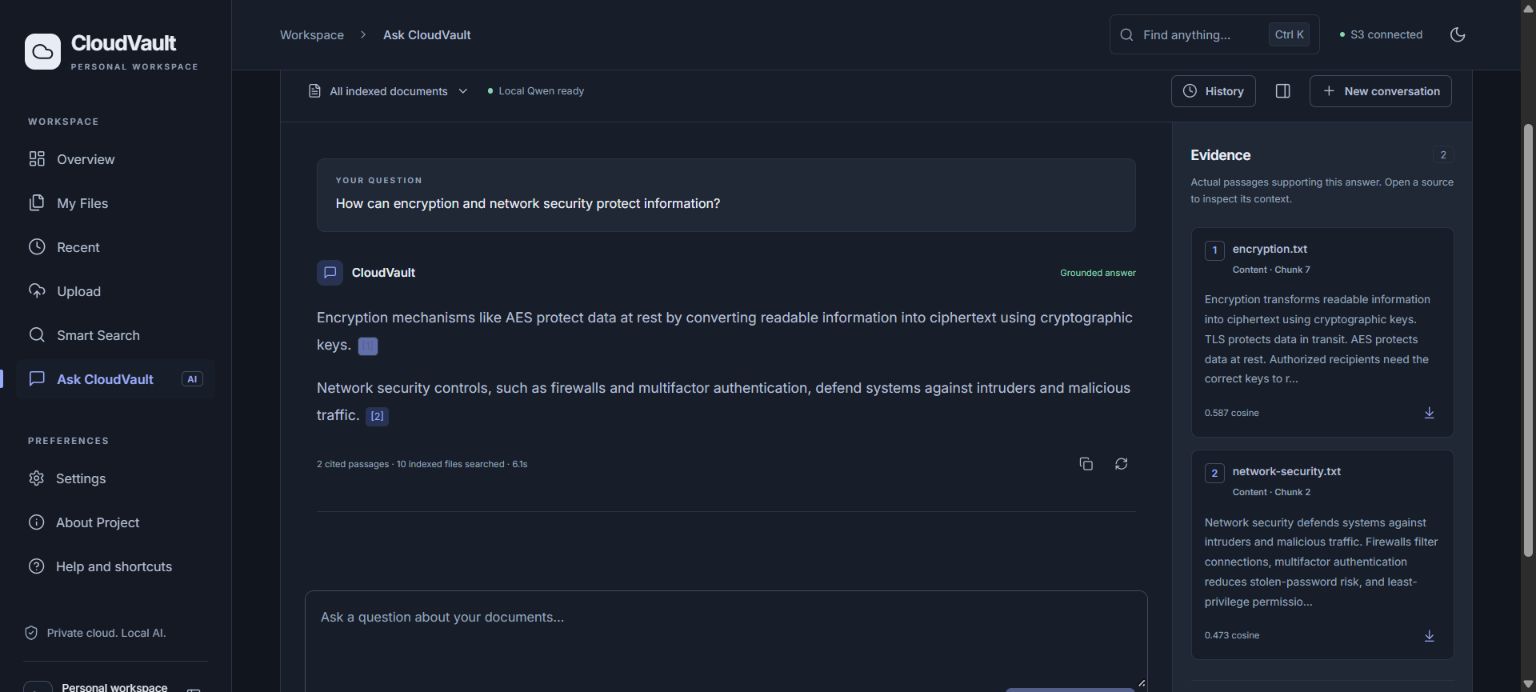 CloudVault
PERSONAL WORKSPACE
WORKSPACE
Overview
My Files
Recent
Upload
Smart Search
Ask CloudVault AI
PREFERENCES
Settings
About Project
Help and shortcuts
Private cloud. Local AI.
Personal workspace
Workspace > Ask CloudVault
Find anything... Ctrl K
S3 connected
All indexed documents
Local Qwen ready
History
New conversation
YOUR QUESTION
How can encryption and network security protect information?
CloudVault
Grounded answer
Encryption mechanisms like AES protect data at rest by converting readable information into ciphertext using cryptographic
keys. [1]
Network security controls, such as firewalls and multifactor authentication, defend systems against intruders and malicious
traffic. [2]
2 cited passages · 10 indexed files searched · 6.1s
Ask a question about your documents...
Evidence 2
Actual passages supporting this answer. Open a source
to inspect its context.
1 encryption.txt
Content · Chunk 7
Encryption transforms readable information
into ciphertext using cryptographic keys.
TLS protects data in transit. AES protects
data at rest. Authorized recipients need the
correct keys to r...
0.587 cosine
2 network-security.txt
Content · Chunk 2
Network security defends systems against
intruders and malicious traffic. Firewalls filter
connections, multifactor authentication
reduces stolen-password risk, and least-
privilege permissio...
0.473 cosine